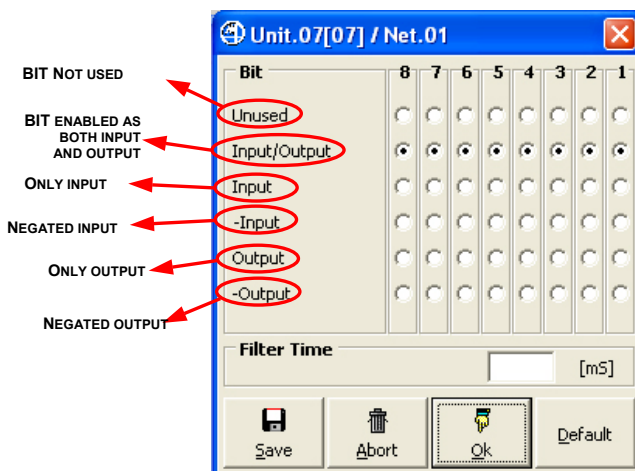 Unit.07[07] / Net.01
Bit 8 7 6 5 4 3 2 1
BIT NOT USED
Unused
BIT ENABLED AS
BOTH INPUT
AND OUTPUT
Input/Output
ONLY INPUT
Input
NEGATED INPUT
-Input
ONLY OUTPUT
Output
NEGATED OUTPUT
-Output
Filter Time
[mS]
Save Abort Ok Default